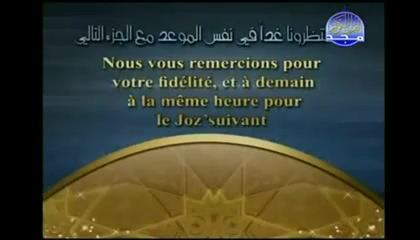 نتظرونا غداً في نفس الموعد مع الجزء التالي
Nous vous remercions pour
votre fidélité, et à demain
à la même heure pour
le Joz'suivant